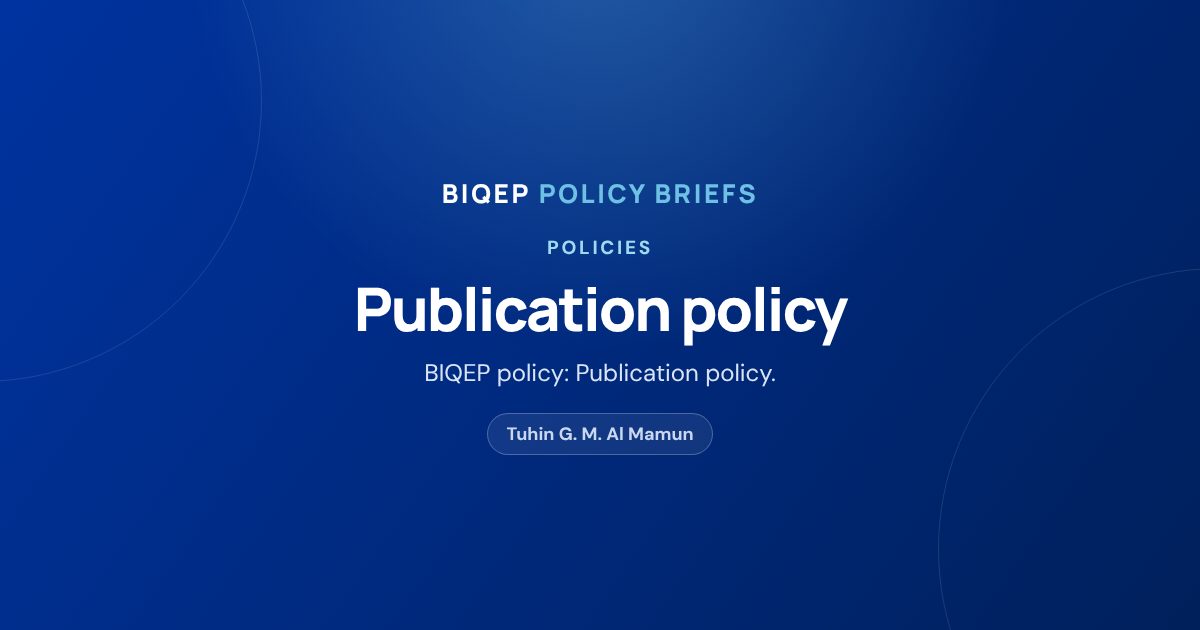 BIQEP POLICY BRIEFS
POLICIES
Publication policy
BIQEP policy: Publication policy.
Tuhin G. M. Al Mamun